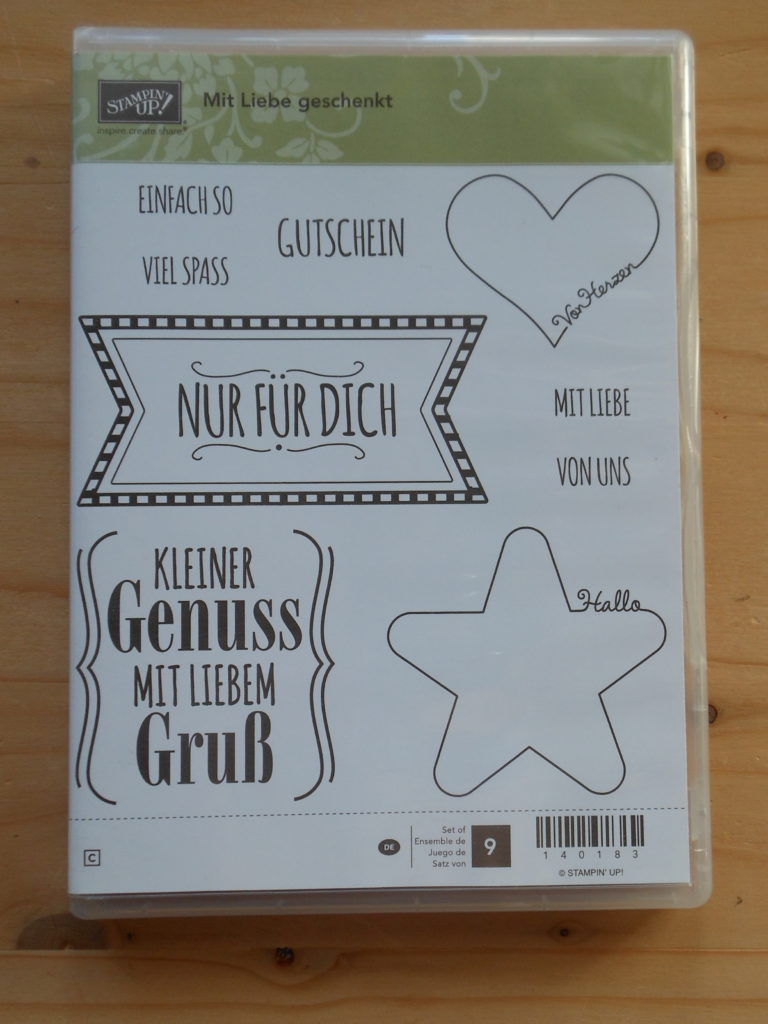 STAMPIN' UP!
inspire.create.share.®
Mit Liebe geschenkt
EINFACH SO
GUTSCHEIN
VIEL SPASS
Von Herzen
NUR FÜR DICH
MIT LIEBE
VON UNS
KLEINER
Genuss
MIT LIEBEM
Gruß
Hallo
C
DE
Set of
Ensemble de
Juego de
Satz von
9
140183
© STAMPIN' UP!